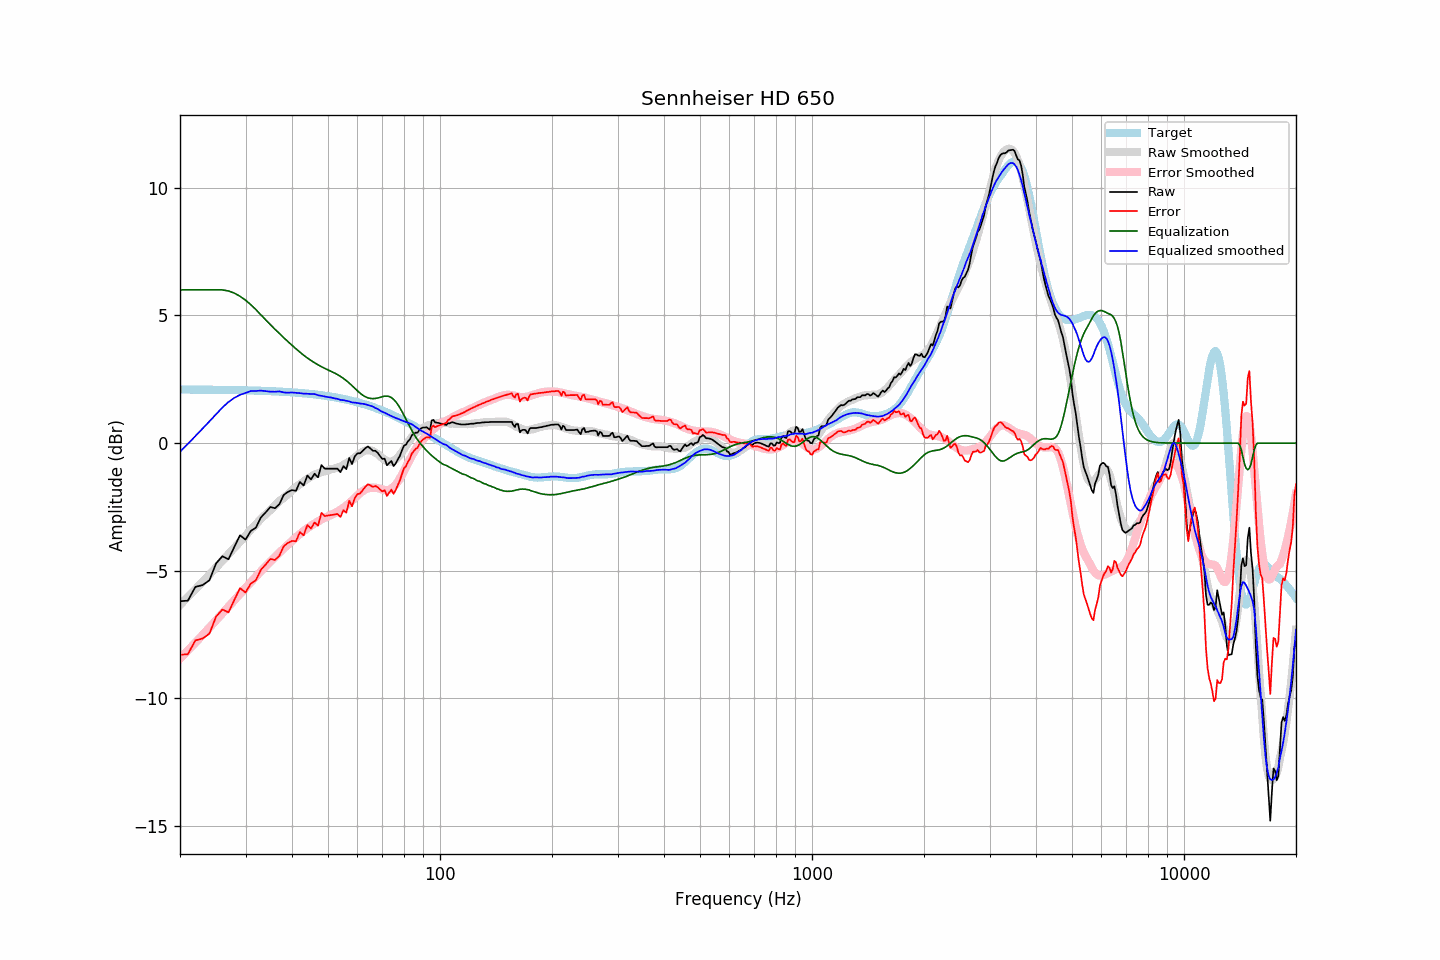 Sennheiser HD 650
Target
Raw Smoothed
Error Smoothed
Raw
Error
Equalization
Equalized smoothed
10
5
0
−5
−10
−15
Amplitude (dBr)
100
1000
10000
Frequency (Hz)